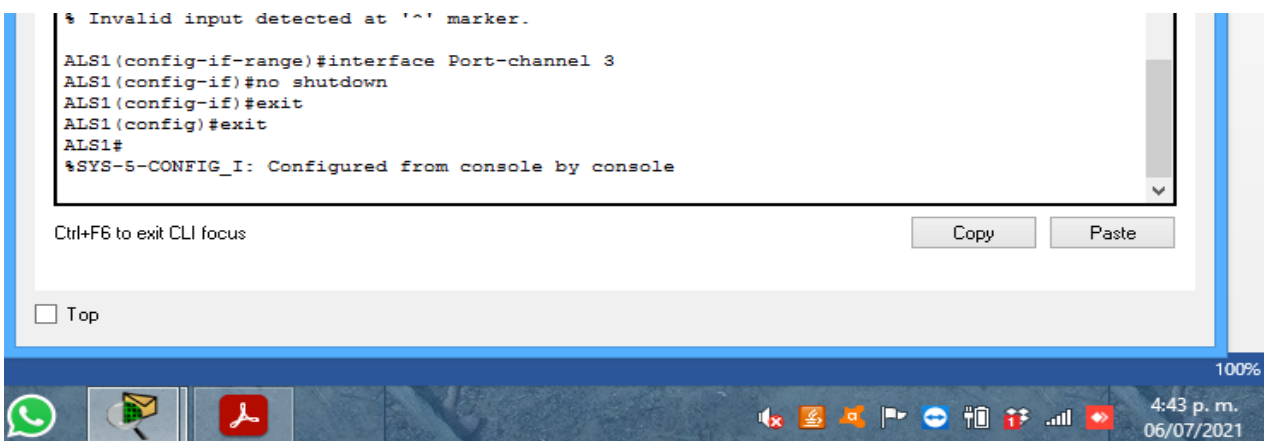 % Invalid input detected at '^' marker.
ALS1(config-if-range)#interface Port-channel 3
ALS1(config-if)#no shutdown
ALS1(config-if)#exit
ALS1(config)#exit
ALS1#
%SYS-5-CONFIG_I: Configured from console by console
Ctrl+F6 to exit CLI focus
Copy
Paste
Top
100%
4:43 p. m.
06/07/2021